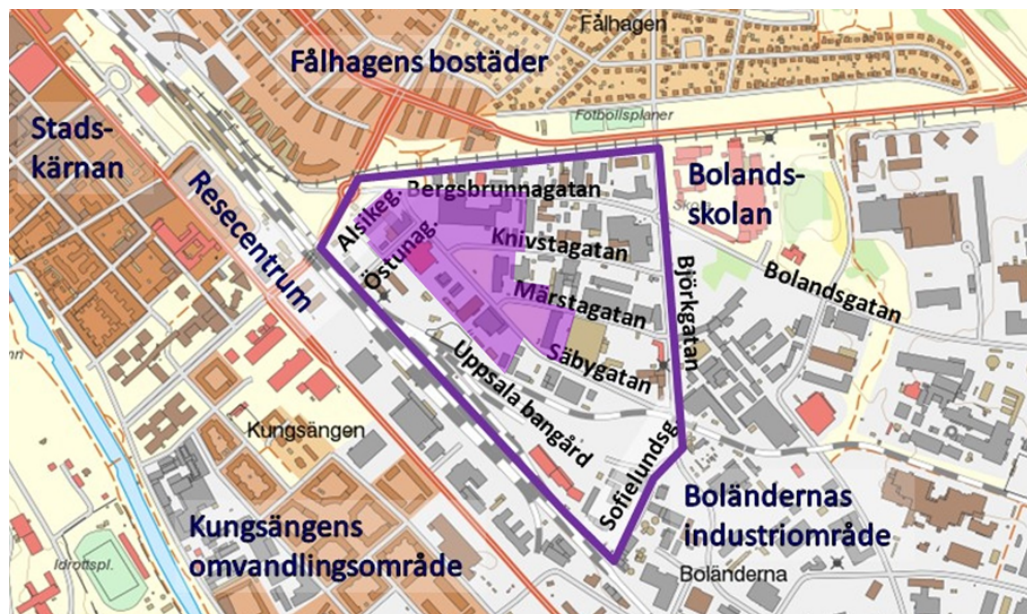 Fålhagen
Fålhagens bostäder
Fotbollsplaner
Stads-
kärnan
Resecentrum
Bergsbrunnagatan
Alsikeg.
Östunag.
Knivstagatan
Märstagatan
Säbygatan
Björkgatan
Bolands-
skolan
Bolandsgatan
Uppsala bangård
Sofielundsg
Kungsängen
Kungsängens
omvandlingsområde
Boländernas
industriområde
Boländerna
Idrottspl.